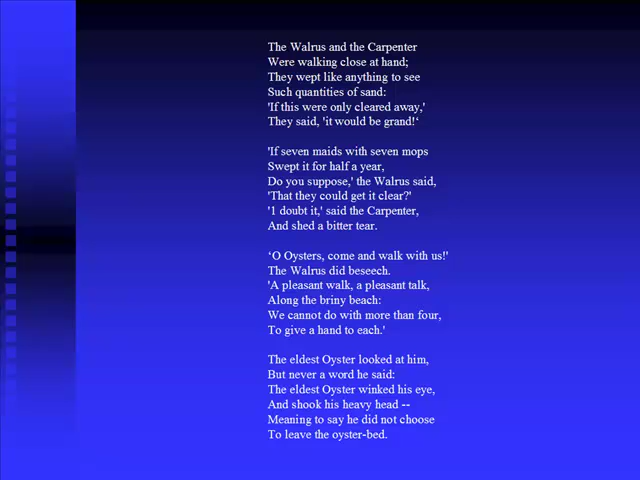 The Walrus and the Carpenter
Were walking close at hand;
They wept like anything to see
Such quantities of sand:
'If this were only cleared away,'
They said, 'it would be grand!‘
'If seven maids with seven mops
Swept it for half a year,
Do you suppose,' the Walrus said,
'That they could get it clear?'
'1 doubt it,' said the Carpenter,
And shed a bitter tear.
‘O Oysters, come and walk with us!'
The Walrus did beseech.
'A pleasant walk, a pleasant talk,
Along the briny beach:
We cannot do with more than four,
To give a hand to each.'
The eldest Oyster looked at him,
But never a word he said:
The eldest Oyster winked his eye,
And shook his heavy head --
Meaning to say he did not choose
To leave the oyster-bed.